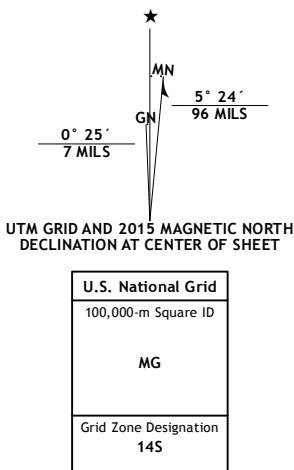 ★
MN
GN
5° 24´
96 MILS
0° 25´
7 MILS
UTM GRID AND 2015 MAGNETIC NORTH
DECLINATION AT CENTER OF SHEET
U.S. National Grid
100,000-m Square ID
MG
Grid Zone Designation
14S